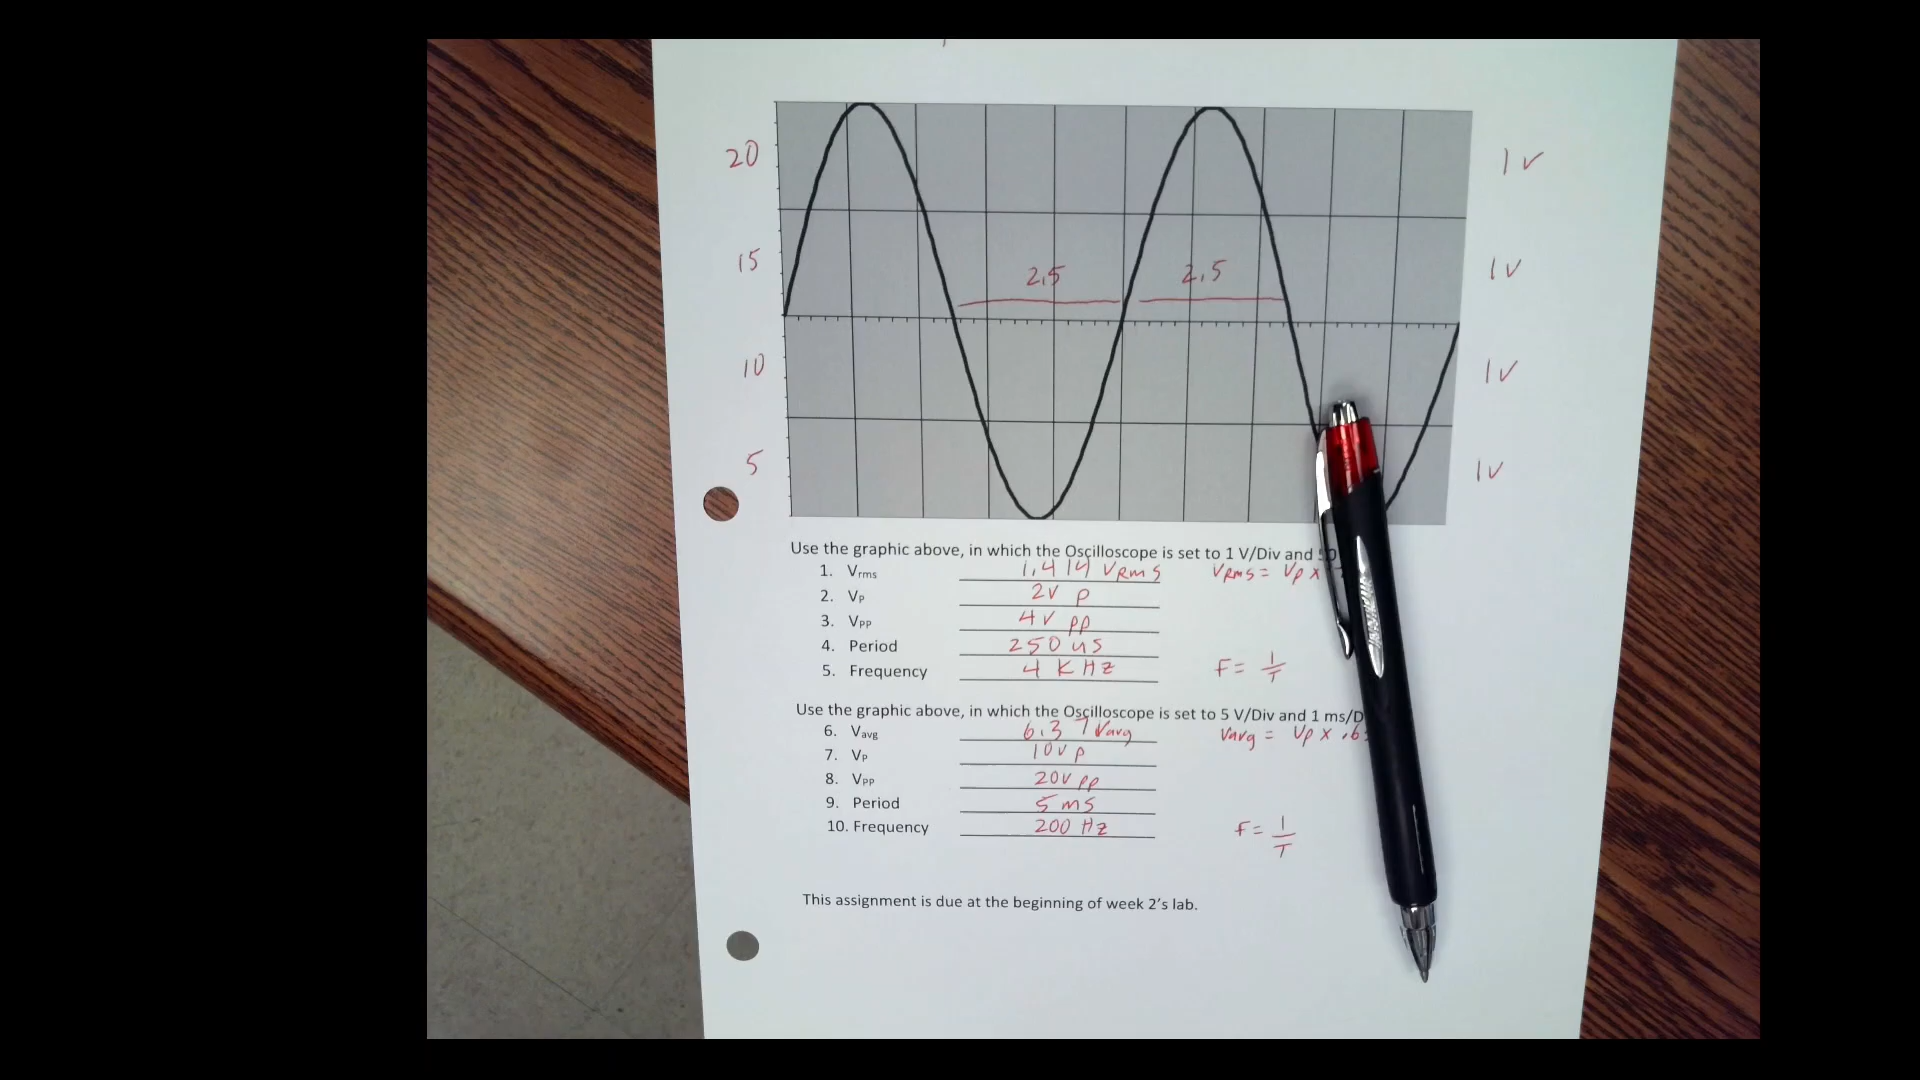 20 1V
15 2.5 2.5 1V
10 1V
5 1V
Use the graphic above, in which the Oscilloscope is set to 1 V/Div and 50
1. Vrms 1.414 VRms VRms = Vp x
2. VP 2V p
3. VPP 4V pp
4. Period 250 us
5. Frequency 4 KHz F = 1/T
Use the graphic above, in which the Oscilloscope is set to 5 V/Div and 1 ms/D
6. Vavg 6.37 Vavg Vavg = Vp x .6
7. VP 10V p
8. VPP 20V pp
9. Period 5 ms
10. Frequency 200 Hz F = 1/T
This assignment is due at the beginning of week 2's lab.